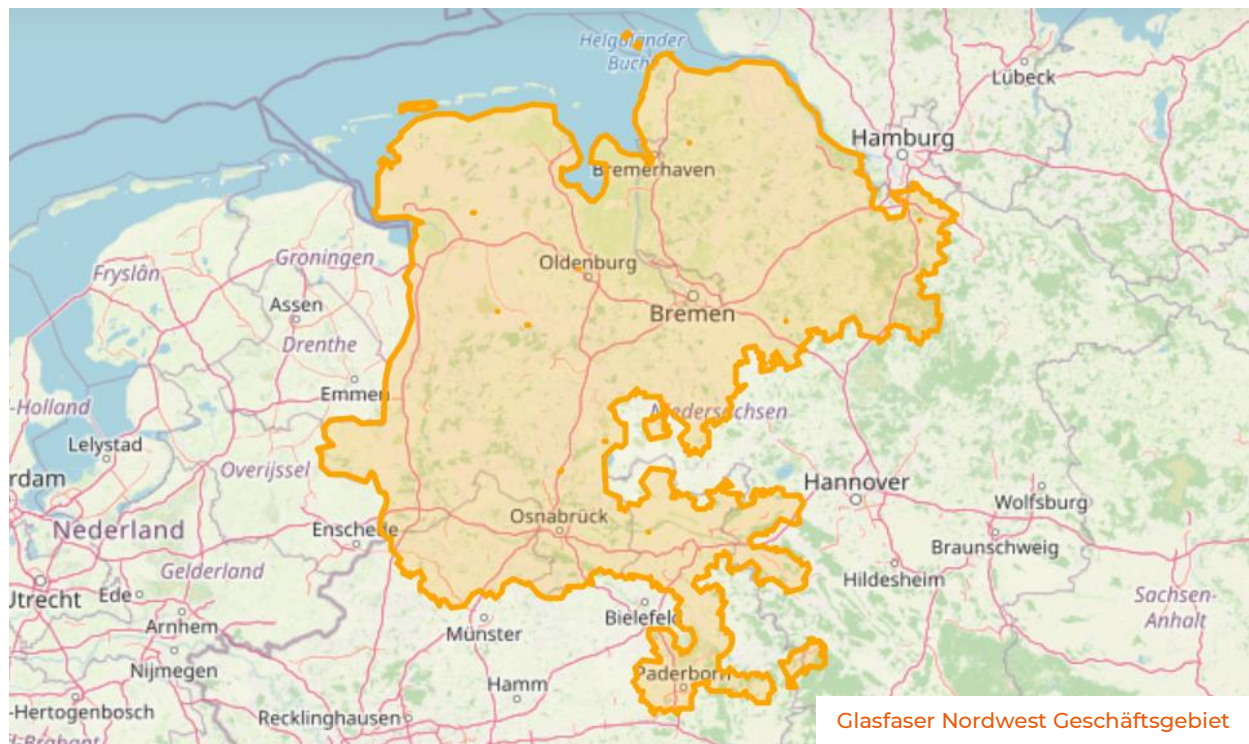 Helgoländer
Bucht
Lübeck
Hamburg
Bremerhaven
Groningen
Fryslân
Oldenburg
Assen
Bremen
Drenthe
Emmen
-Holland
Niedersachsen
Lelystad
Overijssel
rdam
Hannover
Wolfsburg
Osnabrück
Nederland
Enschede
Braunschweig
Gelderland
Hildesheim
Utrecht
Ede
Sachsen-
Anhalt
Bielefeld
Arnhem
Münster
Nijmegen
Paderborn
Hamm
-Hertogenbosch
Recklinghausen
Glasfaser Nordwest Geschäftsgebiet
-Brabant